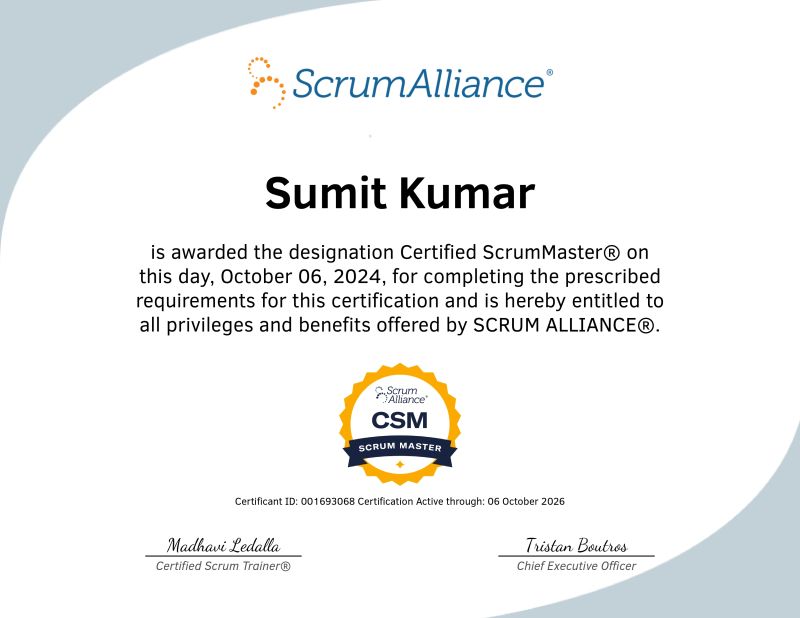 ScrumAlliance®
Sumit Kumar
is awarded the designation Certified ScrumMaster® on
this day, October 06, 2024, for completing the prescribed
requirements for this certification and is hereby entitled to
all privileges and benefits offered by SCRUM ALLIANCE®.
Scrum
Alliance®
CSM
SCRUM MASTER
Certificant ID: 001693068 Certification Active through: 06 October 2026
Madhavi Ledalla
Certified Scrum Trainer®
Tristan Boutros
Chief Executive Officer